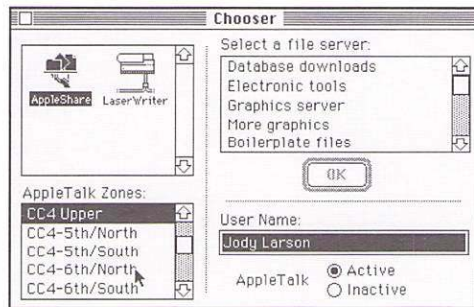 Chooser
AppleShare
LaserWriter
AppleTalk Zones:
CC4 Upper
CC4-5th/North
CC4-5th/South
CC4-6th/North
CC4-6th/South
Select a file server:
Database downloads
Electronic tools
Graphics server
More graphics
Boilerplate files
OK
User Name:
Jody Larson
AppleTalk
Active
Inactive